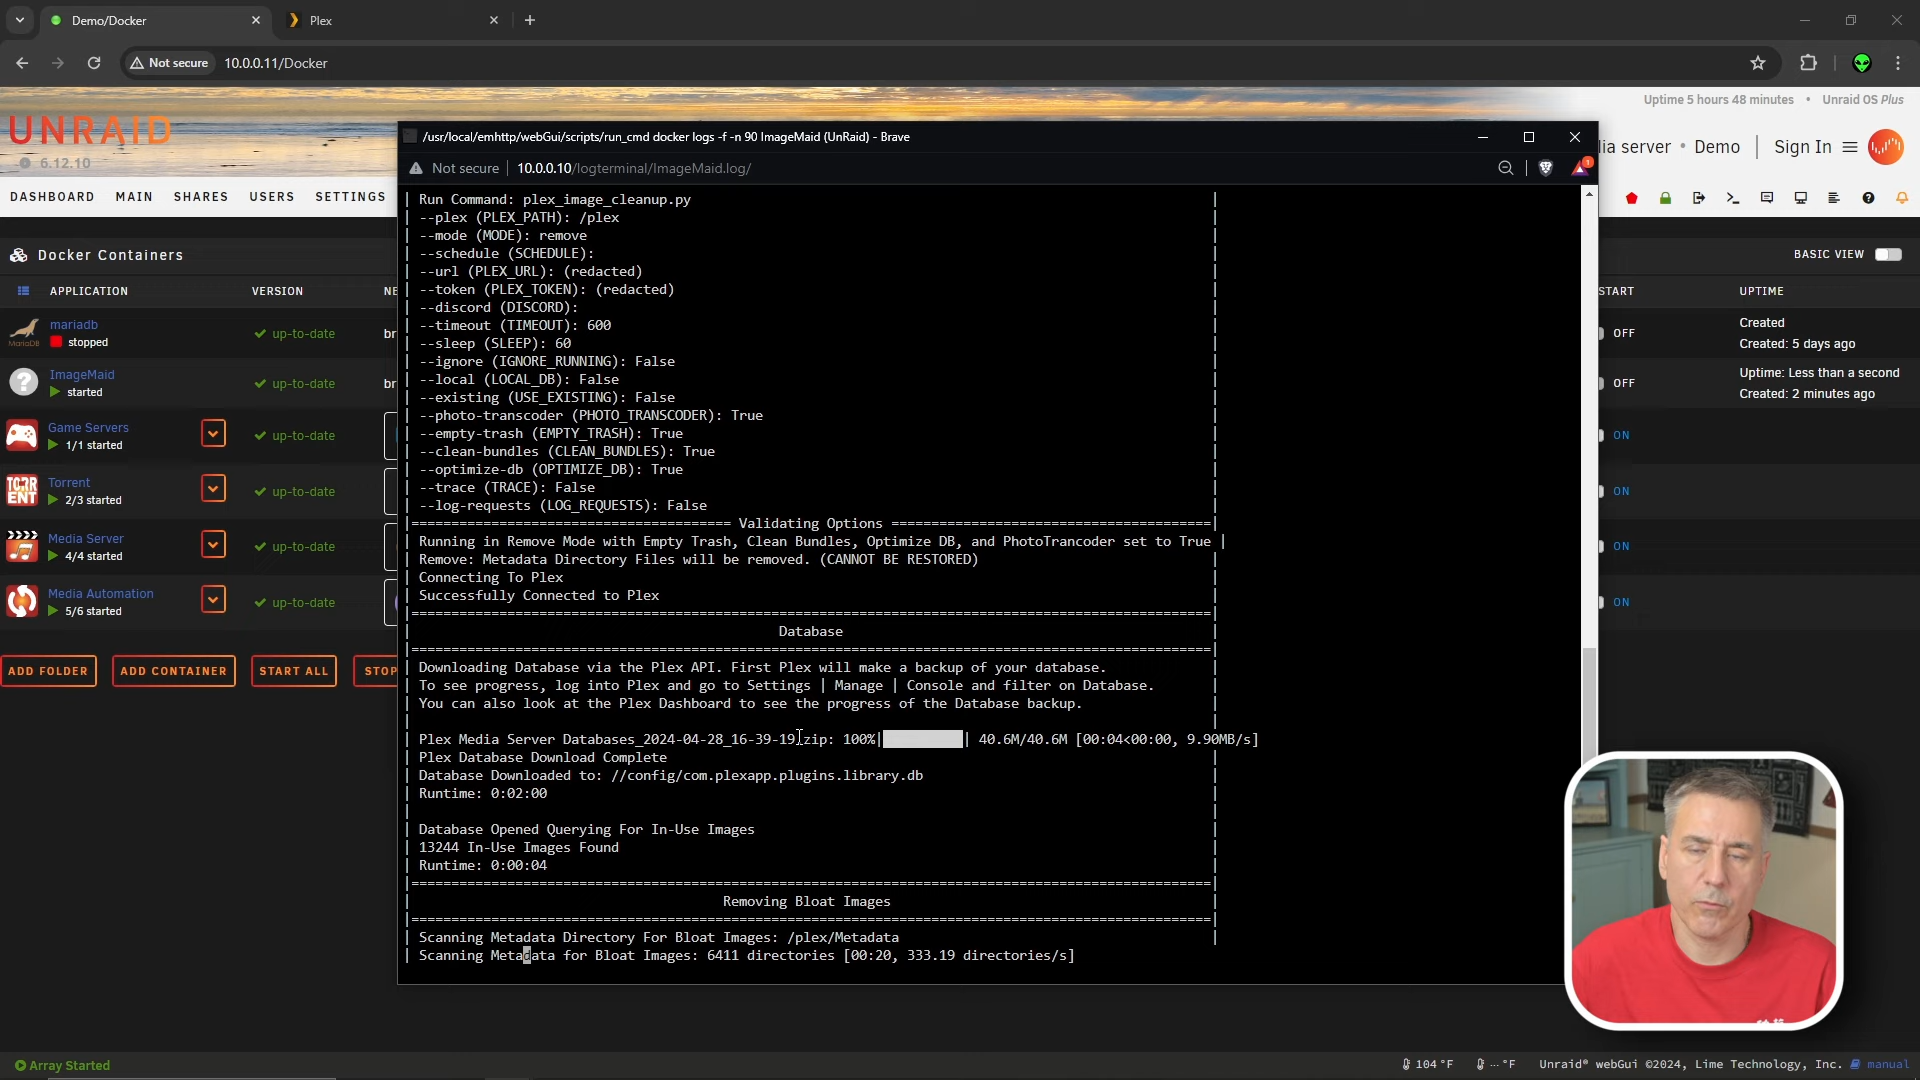 Demo/Docker
Plex
Not secure
10.0.0.11/Docker
Uptime 5 hours 48 minutes • Unraid OS Plus
UNRAID
6.12.10
ia server • Demo
Sign In
DASHBOARD MAIN SHARES USERS SETTINGS
Docker Containers
BASIC VIEW
APPLICATION VERSION NE
START UPTIME
mariadb
MariaDB
stopped
up-to-date
br
OFF
Created
Created: 5 days ago
ImageMaid
started
up-to-date
br
OFF
Uptime: Less than a second
Created: 2 minutes ago
Game Servers
1/1 started
up-to-date
ON
TORRENT
Torrent
2/3 started
up-to-date
ON
Media Server
4/4 started
up-to-date
ON
Media Automation
5/6 started
up-to-date
ON
ADD FOLDER ADD CONTAINER START ALL STOP
/usr/local/emhttp/webGui/scripts/run_cmd docker logs -f -n 90 ImageMaid (UnRaid) - Brave
Not secure 10.0.0.10/logterminal/ImageMaid.log/
1
| Run Command: plex_image_cleanup.py |
| --plex (PLEX_PATH): /plex |
| --mode (MODE): remove |
| --schedule (SCHEDULE): |
| --url (PLEX_URL): (redacted) |
| --token (PLEX_TOKEN): (redacted) |
| --discord (DISCORD): |
| --timeout (TIMEOUT): 600 |
| --sleep (SLEEP): 60 |
| --ignore (IGNORE_RUNNING): False |
| --local (LOCAL_DB): False |
| --existing (USE_EXISTING): False |
| --photo-transcoder (PHOTO_TRANSCODER): True |
| --empty-trash (EMPTY_TRASH): True |
| --clean-bundles (CLEAN_BUNDLES): True |
| --optimize-db (OPTIMIZE_DB): True |
| --trace (TRACE): False |
| --log-requests (LOG_REQUESTS): False |
|======================================== Validating Options ========================================|
| Running in Remove Mode with Empty Trash, Clean Bundles, Optimize DB, and PhotoTrancoder set to True |
| Remove: Metadata Directory Files will be removed. (CANNOT BE RESTORED) |
| Connecting To Plex |
| Successfully Connected to Plex |
|====================================================================================================|
| Database |
|====================================================================================================|
| Downloading Database via the Plex API. First Plex will make a backup of your database. |
| To see progress, log into Plex and go to Settings | Manage | Console and filter on Database. |
| You can also look at the Plex Dashboard to see the progress of the Database backup. |
| |
| Plex Media Server Databases_2024-04-28_16-39-19.zip: 100%| | 40.6M/40.6M [00:04<00:00, 9.90MB/s]
| Plex Database Download Complete |
| Database Downloaded to: //config/com.plexapp.plugins.library.db |
| Runtime: 0:02:00 |
| |
| Database Opened Querying For In-Use Images |
| 13244 In-Use Images Found |
| Runtime: 0:00:04 |
|====================================================================================================|
| Removing Bloat Images |
|====================================================================================================|
| Scanning Metadata Directory For Bloat Images: /plex/Metadata |
| Scanning Metadata for Bloat Images: 6411 directories [00:20, 333.19 directories/s]
Array Started
104 °F
-- °F
Unraid® webGui ©2024, Lime Technology, Inc. manual